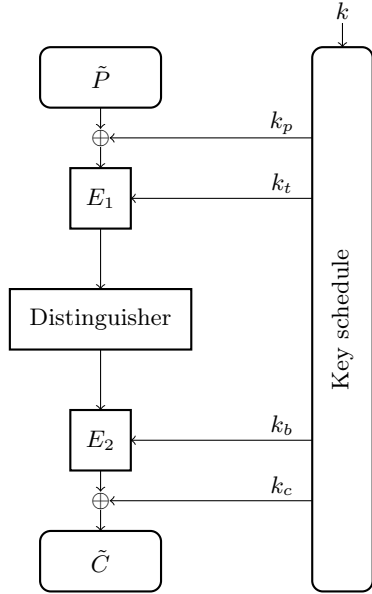 k
P̃
k_p
E_1
k_t
Distinguisher
Key schedule
E_2
k_b
k_c
C̃